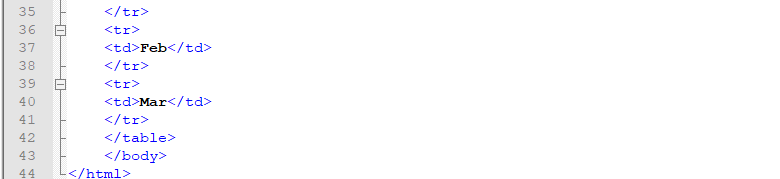 35 </tr>
36 <tr>
37 <td>Feb</td>
38 </tr>
39 <tr>
40 <td>Mar</td>
41 </tr>
42 </table>
43 </body>
44 </html>